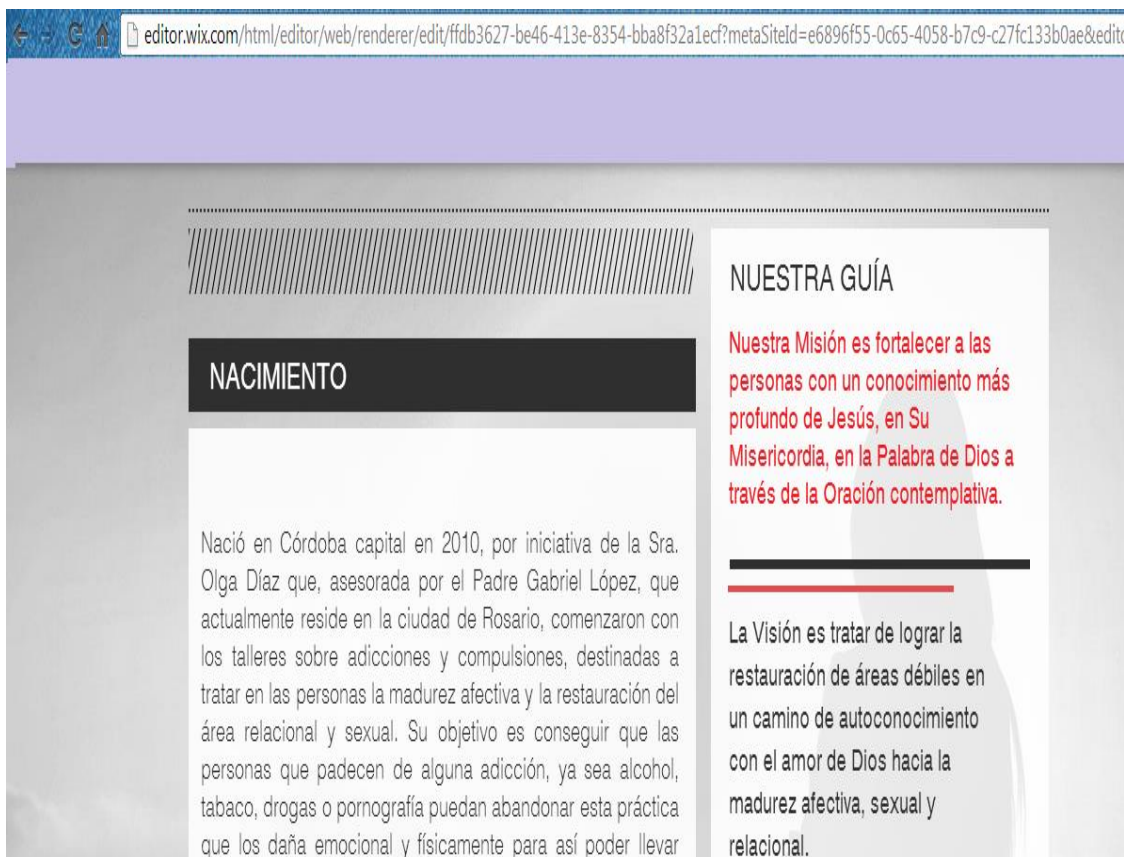 editor.wix.com/html/editor/web/renderer/edit/ffdb3627-be46-413e-8354-bba8f32a1ecf?metaSiteId=e6896f55-0c65-4058-b7c9-c27fc133b0ae&edito
NACIMIENTO
Nació en Córdoba capital en 2010, por iniciativa de la Sra.
Olga Díaz que, asesorada por el Padre Gabriel López, que
actualmente reside en la ciudad de Rosario, comenzaron con
los talleres sobre adicciones y compulsiones, destinadas a
tratar en las personas la madurez afectiva y la restauración del
área relacional y sexual. Su objetivo es conseguir que las
personas que padecen de alguna adicción, ya sea alcohol,
tabaco, drogas o pornografía puedan abandonar esta práctica
que los daña emocional y físicamente para así poder llevar
NUESTRA GUÍA
Nuestra Misión es fortalecer a las
personas con un conocimiento más
profundo de Jesús, en Su
Misericordia, en la Palabra de Dios a
través de la Oración contemplativa.
La Visión es tratar de lograr la
restauración de áreas débiles en
un camino de autoconocimiento
con el amor de Dios hacia la
madurez afectiva, sexual y
relacional.